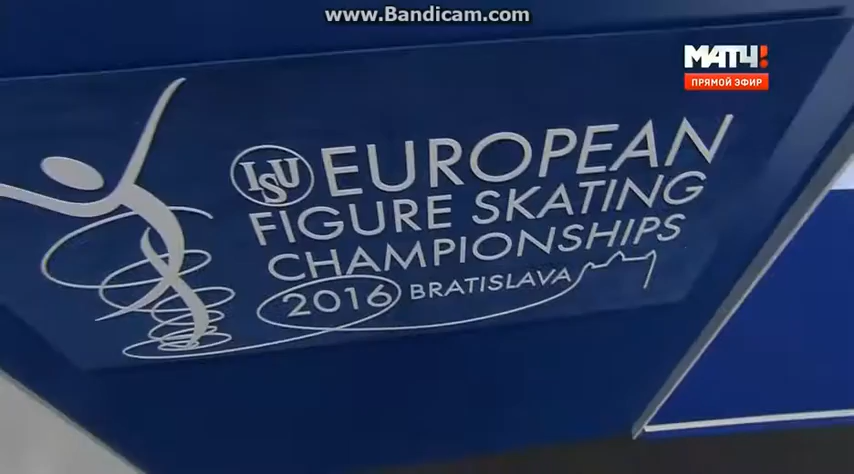 www.Bandicam.com
МАТЧ!
ПРЯМОЙ ЭФИР
ISU EUROPEAN
FIGURE SKATING
CHAMPIONSHIPS
2016 BRATISLAVA